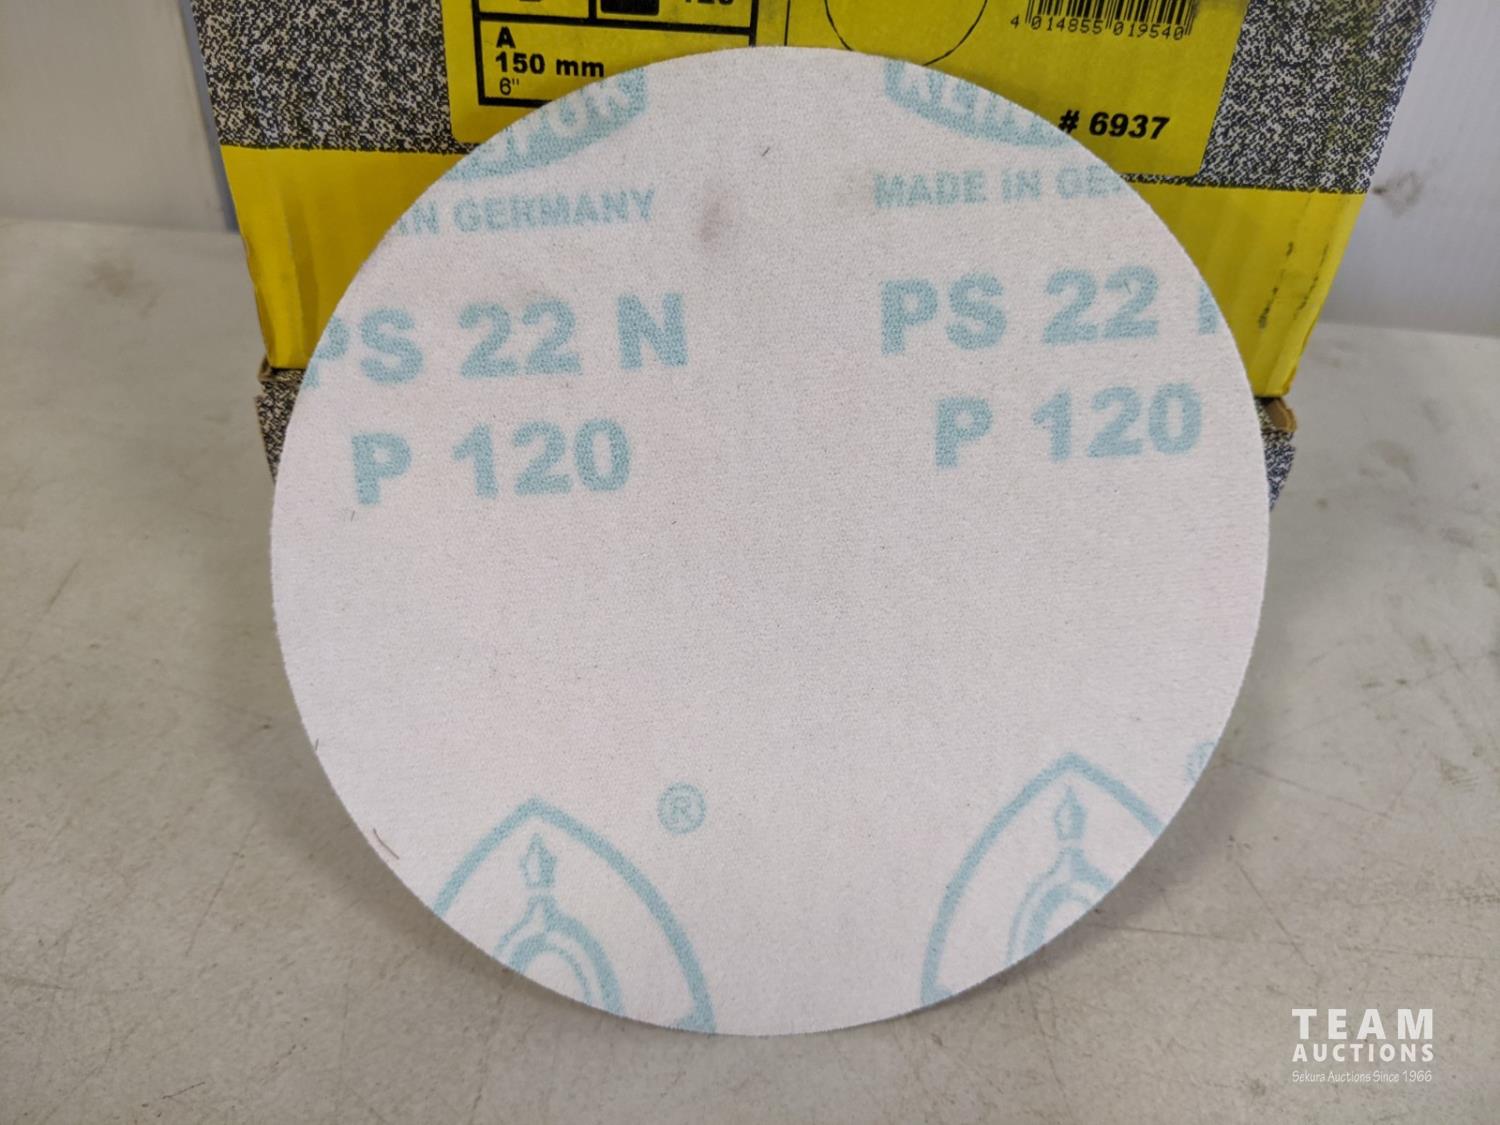 A
150 mm
6"
4 014855 019540
# 6937
MADE IN
IN GERMANY
PS 22
PS 22 N
P 120
P 120
®
TEAM
AUCTIONS
Sekura Auctions Since 1966